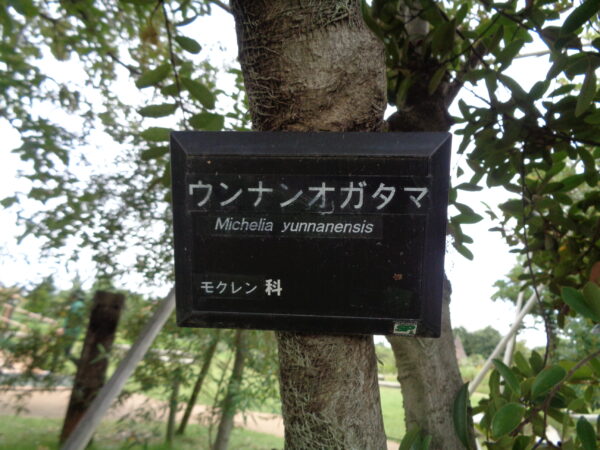 ウンナンオガタマ
Michelia yunnanensis
モクレン 科